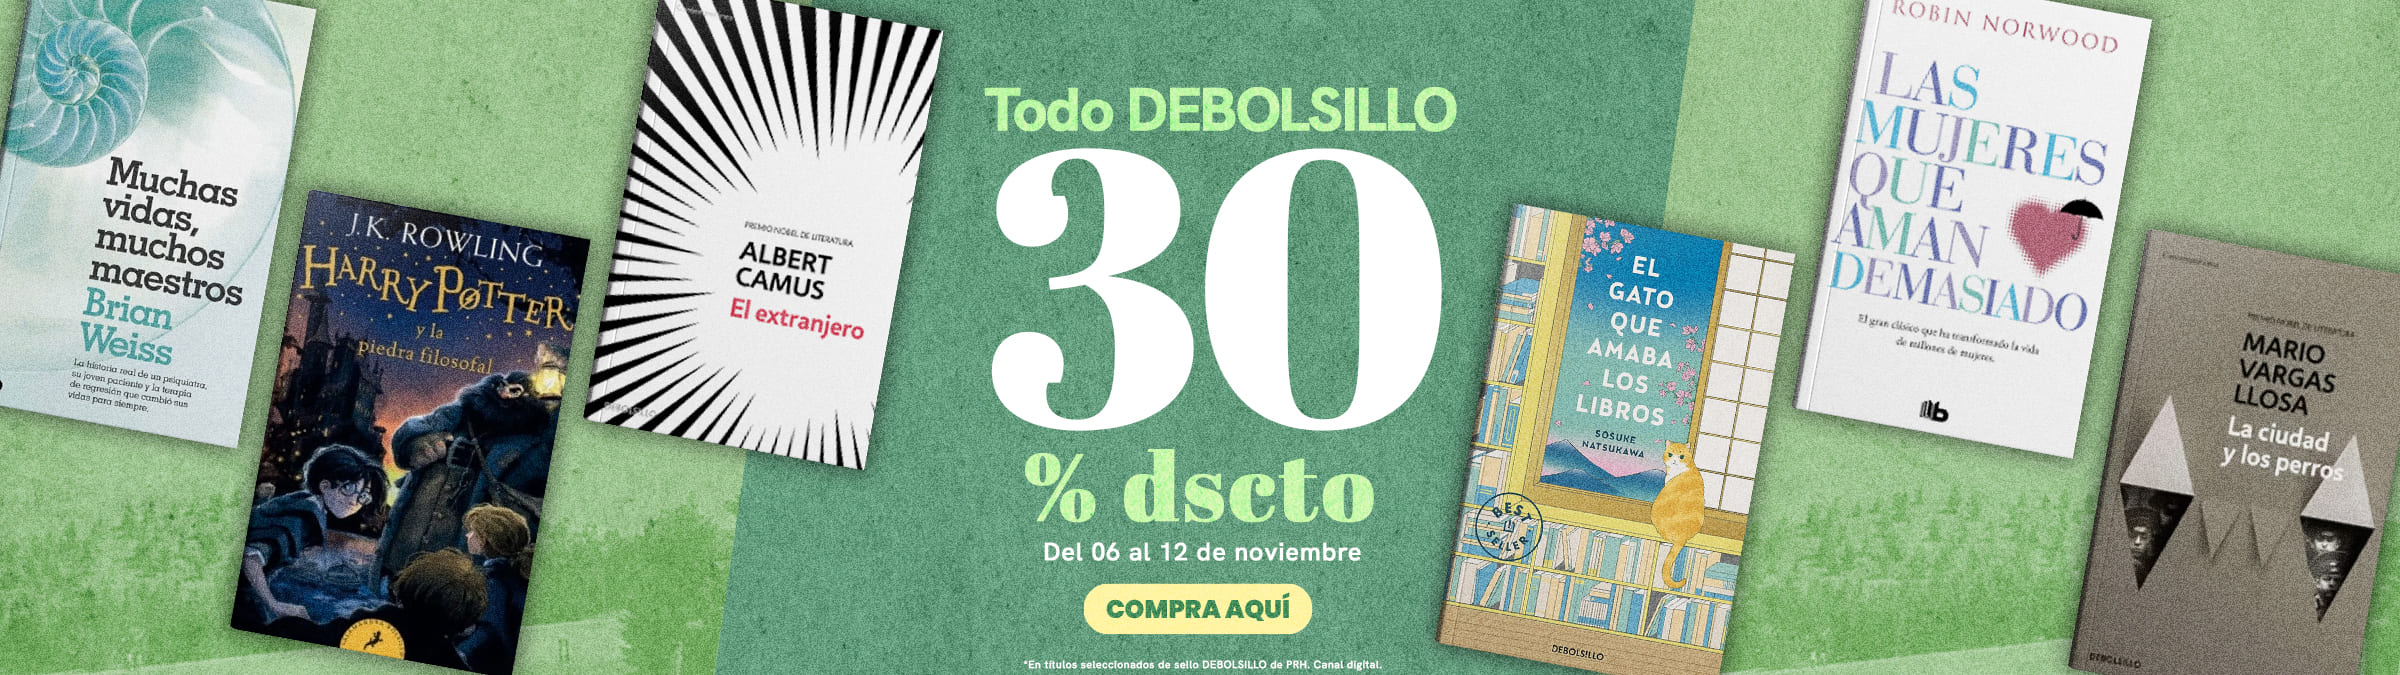 Muchas
vidas,
muchos
maestros
Brian
Weiss
La historia real de un psiquiatra,
su joven paciente y la terapia
de regresión que cambió sus
vidas para siempre.
J.K. ROWLING
HARRY POTTER
y la
piedra filosofal
PREMIO NOBEL DE LITERATURA
ALBERT
CAMUS
El extranjero
DEBOLSILLO
Todo DEBOLSILLO
30
% dscto
Del 06 al 12 de noviembre
COMPRA AQUÍ
*En títulos seleccionados de sello DEBOLSILLO de PRH. Canal digital.
EL
GATO
QUE
AMABA
LOS
LIBROS
SOSUKE
NATSUKAWA
BEST
SELLER
DEBOLSILLO
ROBIN NORWOOD
LAS
MUJERES
QUE
AMAN
DEMASIADO
El gran clásico que ha transformado la vida
de millones de mujeres.
b
PREMIO NOBEL DE LITERATURA
MARIO
VARGAS
LLOSA
La ciudad
y los perros
DEBOLSILLO